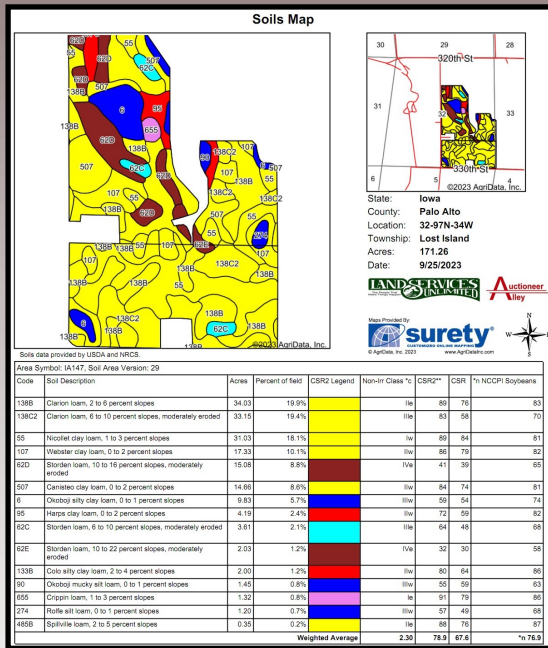 Soils Map
55
507
62D
62C
62D
62D
138B
6
95
655
138B
62C
62D
507
107
55
62D
55
90
138C2
107
6
507
107
138B
55
138C2
138C2
507
55
274
62E
107
138B 138B 55 107
138C2
138B
138B
55
138B
138C2
6
138B
138B
62C
138B
138B
©2023 AgriData, Inc.
Soils data provided by USDA and NRCS.
30 29 28
320th St
31 32 33
330th St
6 5 4
©2023 AgriData, Inc.
State: Iowa
County: Palo Alto
Location: 32-97N-34W
Township: Lost Island
Acres: 171.26
Date: 9/25/2023
LAND SERVICES
UNLIMITED
Auctioneer
Alley
Maps Provided By:
surety®
CUSTOMIZED ONLINE MAPPING
© AgriData, Inc. 2023 www.AgriDataInc.com
N
W E
S
Area Symbol: IA147, Soil Area Version: 29
Code Soil Description Acres Percent of field CSR2 Legend Non-Irr Class *c CSR2** CSR *n NCCPI Soybeans
138B Clarion loam, 2 to 6 percent slopes 34.03 19.9% IIe 89 76 83
138C2 Clarion loam, 6 to 10 percent slopes, moderately eroded 33.15 19.4% IIIe 83 58 70
55 Nicollet clay loam, 1 to 3 percent slopes 31.03 18.1% Iw 89 84 81
107 Webster clay loam, 0 to 2 percent slopes 17.33 10.1% IIw 86 79 82
62D Storden loam, 10 to 16 percent slopes, moderately 15.08 8.8% IVe 41 39 65
eroded
507 Canisteo clay loam, 0 to 2 percent slopes 14.66 8.6% IIw 84 74 81
6 Okoboji silty clay loam, 0 to 1 percent slopes 9.83 5.7% IIIw 59 54 74
95 Harps clay loam, 0 to 2 percent slopes 4.19 2.4% IIw 72 59 82
62C Storden loam, 6 to 10 percent slopes, moderately eroded 3.61 2.1% IIIe 64 48 68
62E Storden loam, 10 to 22 percent slopes, moderately 2.03 1.2% IVe 32 30 58
eroded
133B Colo silty clay loam, 2 to 4 percent slopes 2.00 1.2% IIw 80 64 86
90 Okoboji mucky silt loam, 0 to 1 percent slopes 1.45 0.8% IIIw 55 59 63
655 Crippin loam, 1 to 3 percent slopes 1.32 0.8% Ie 91 79 86
274 Rolfe silt loam, 0 to 1 percent slopes 1.20 0.7% IIIw 57 49 68
485B Spillville loam, 2 to 5 percent slopes 0.35 0.2% IIe 88 76 87
Weighted Average 2.30 78.9 67.6 *n 76.9